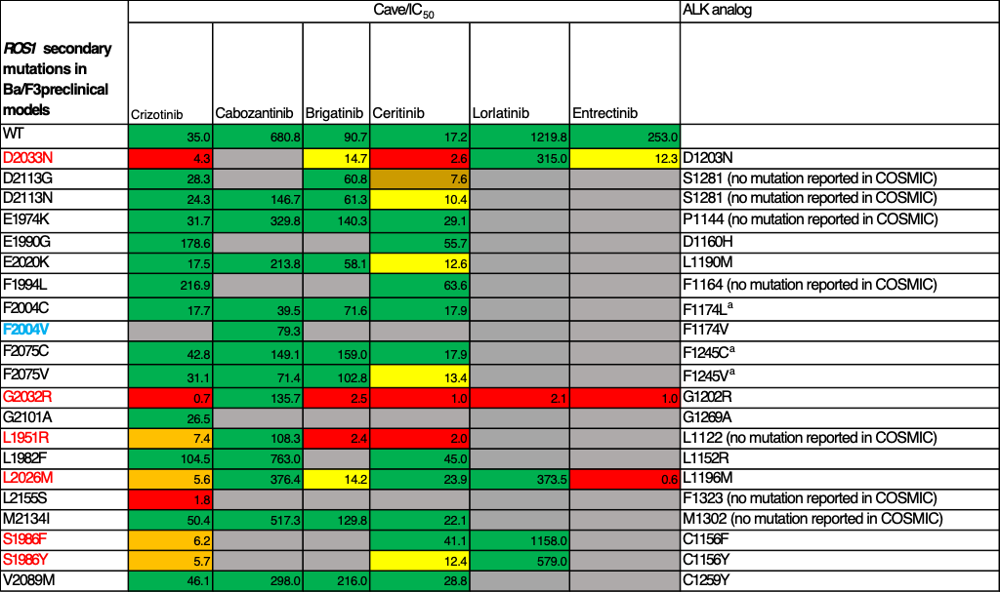 Cave/IC50 ALK analog
ROS1 secondary
mutations in
Ba/F3preclinical
models
Crizotinib Cabozantinib Brigatinib Ceritinib Lorlatinib Entrectinib
WT 35.0 680.8 90.7 17.2 1219.8 253.0
D2033N 4.3 14.7 2.6 315.0 12.3 D1203N
D2113G 28.3 60.8 7.6 S1281 (no mutation reported in COSMIC)
D2113N 24.3 146.7 61.3 10.4 S1281 (no mutation reported in COSMIC)
E1974K 31.7 329.8 140.3 29.1 P1144 (no mutation reported in COSMIC)
E1990G 178.6 55.7 D1160H
E2020K 17.5 213.8 58.1 12.6 L1190M
F1994L 216.9 63.6 F1164 (no mutation reported in COSMIC)
F2004C 17.7 39.5 71.6 17.9 F1174La
F2004V 79.3 F1174V
F2075C 42.8 149.1 159.0 17.9 F1245Ca
F2075V 31.1 71.4 102.8 13.4 F1245Va
G2032R 0.7 135.7 2.5 1.0 2.1 1.0 G1202R
G2101A 26.5 G1269A
L1951R 7.4 108.3 2.4 2.0 L1122 (no mutation reported in COSMIC)
L1982F 104.5 763.0 45.0 L1152R
L2026M 5.6 376.4 14.2 23.9 373.5 0.6 L1196M
L2155S 1.8 F1323 (no mutation reported in COSMIC)
M2134I 50.4 517.3 129.8 22.1 M1302 (no mutation reported in COSMIC)
S1986F 6.2 41.1 1158.0 C1156F
S1986Y 5.7 12.4 579.0 C1156Y
V2089M 46.1 298.0 216.0 28.8 C1259Y